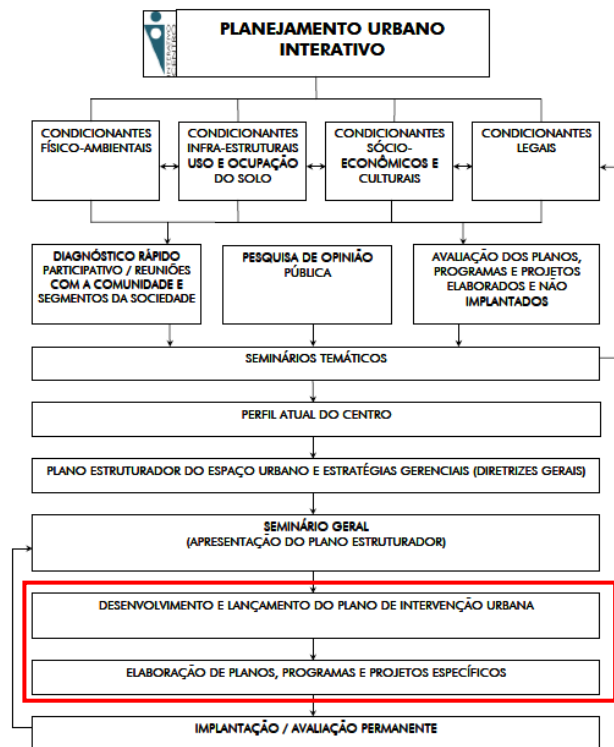 PLANEJAMENTO URBANO
INTERATIVO
CONDICIONANTES
FÍSICO-AMBIENTAIS
CONDICIONANTES
INFRA-ESTRUTURAIS
USO E OCUPAÇÃO
DO SOLO
CONDICIONANTES
SÓCIO-
ECONÔMICOS E
CULTURAIS
CONDICIONANTES
LEGAIS
DIAGNÓSTICO RÁPIDO
PARTICIPATIVO / REUNIÕES
COM A COMUNIDADE E
SEGMENTOS DA SOCIEDADE
PESQUISA DE OPINIÃO
PÚBLICA
AVALIAÇÃO DOS PLANOS,
PROGRAMAS E PROJETOS
ELABORADOS E NÃO
IMPLANTADOS
SEMINÁRIOS TEMÁTICOS
PERFIL ATUAL DO CENTRO
PLANO ESTRUTURADOR DO ESPAÇO URBANO E ESTRATÉGIAS GERENCIAIS (DIRETRIZES GERAIS)
SEMINÁRIO GERAL
(APRESENTAÇÃO DO PLANO ESTRUTURADOR)
DESENVOLVIMENTO E LANÇAMENTO DO PLANO DE INTERVENÇÃO URBANA
ELABORAÇÃO DE PLANOS, PROGRAMAS E PROJETOS ESPECÍFICOS
IMPLANTAÇÃO / AVALIAÇÃO PERMANENTE